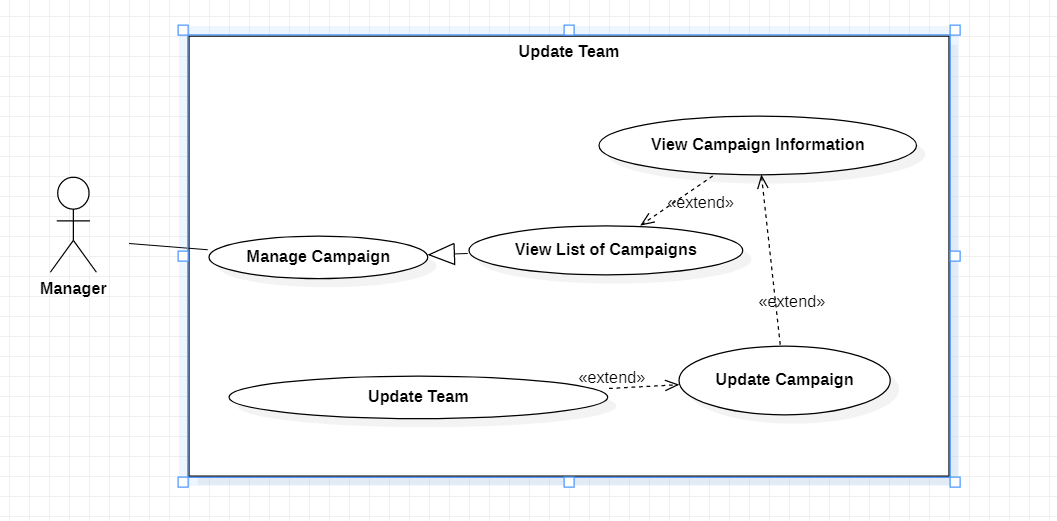 Update Team
View Campaign Information
«extend»
Manage Campaign
View List of Campaigns
Manager
«extend»
«extend»
Update Campaign
Update Team